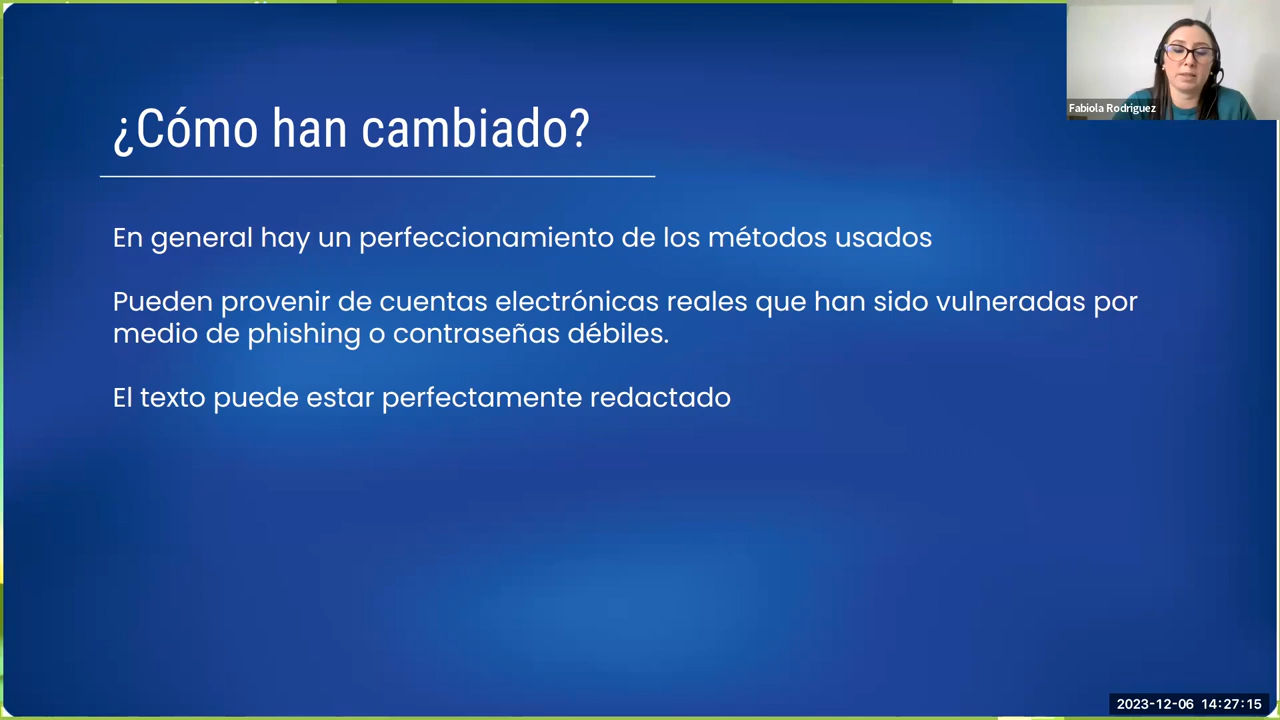 ¿Cómo han cambiado?
Fabiola Rodriguez
En general hay un perfeccionamiento de los métodos usados
Pueden provenir de cuentas electrónicas reales que han sido vulneradas por
medio de phishing o contraseñas débiles.
El texto puede estar perfectamente redactado
2023-12-06 14:27:15